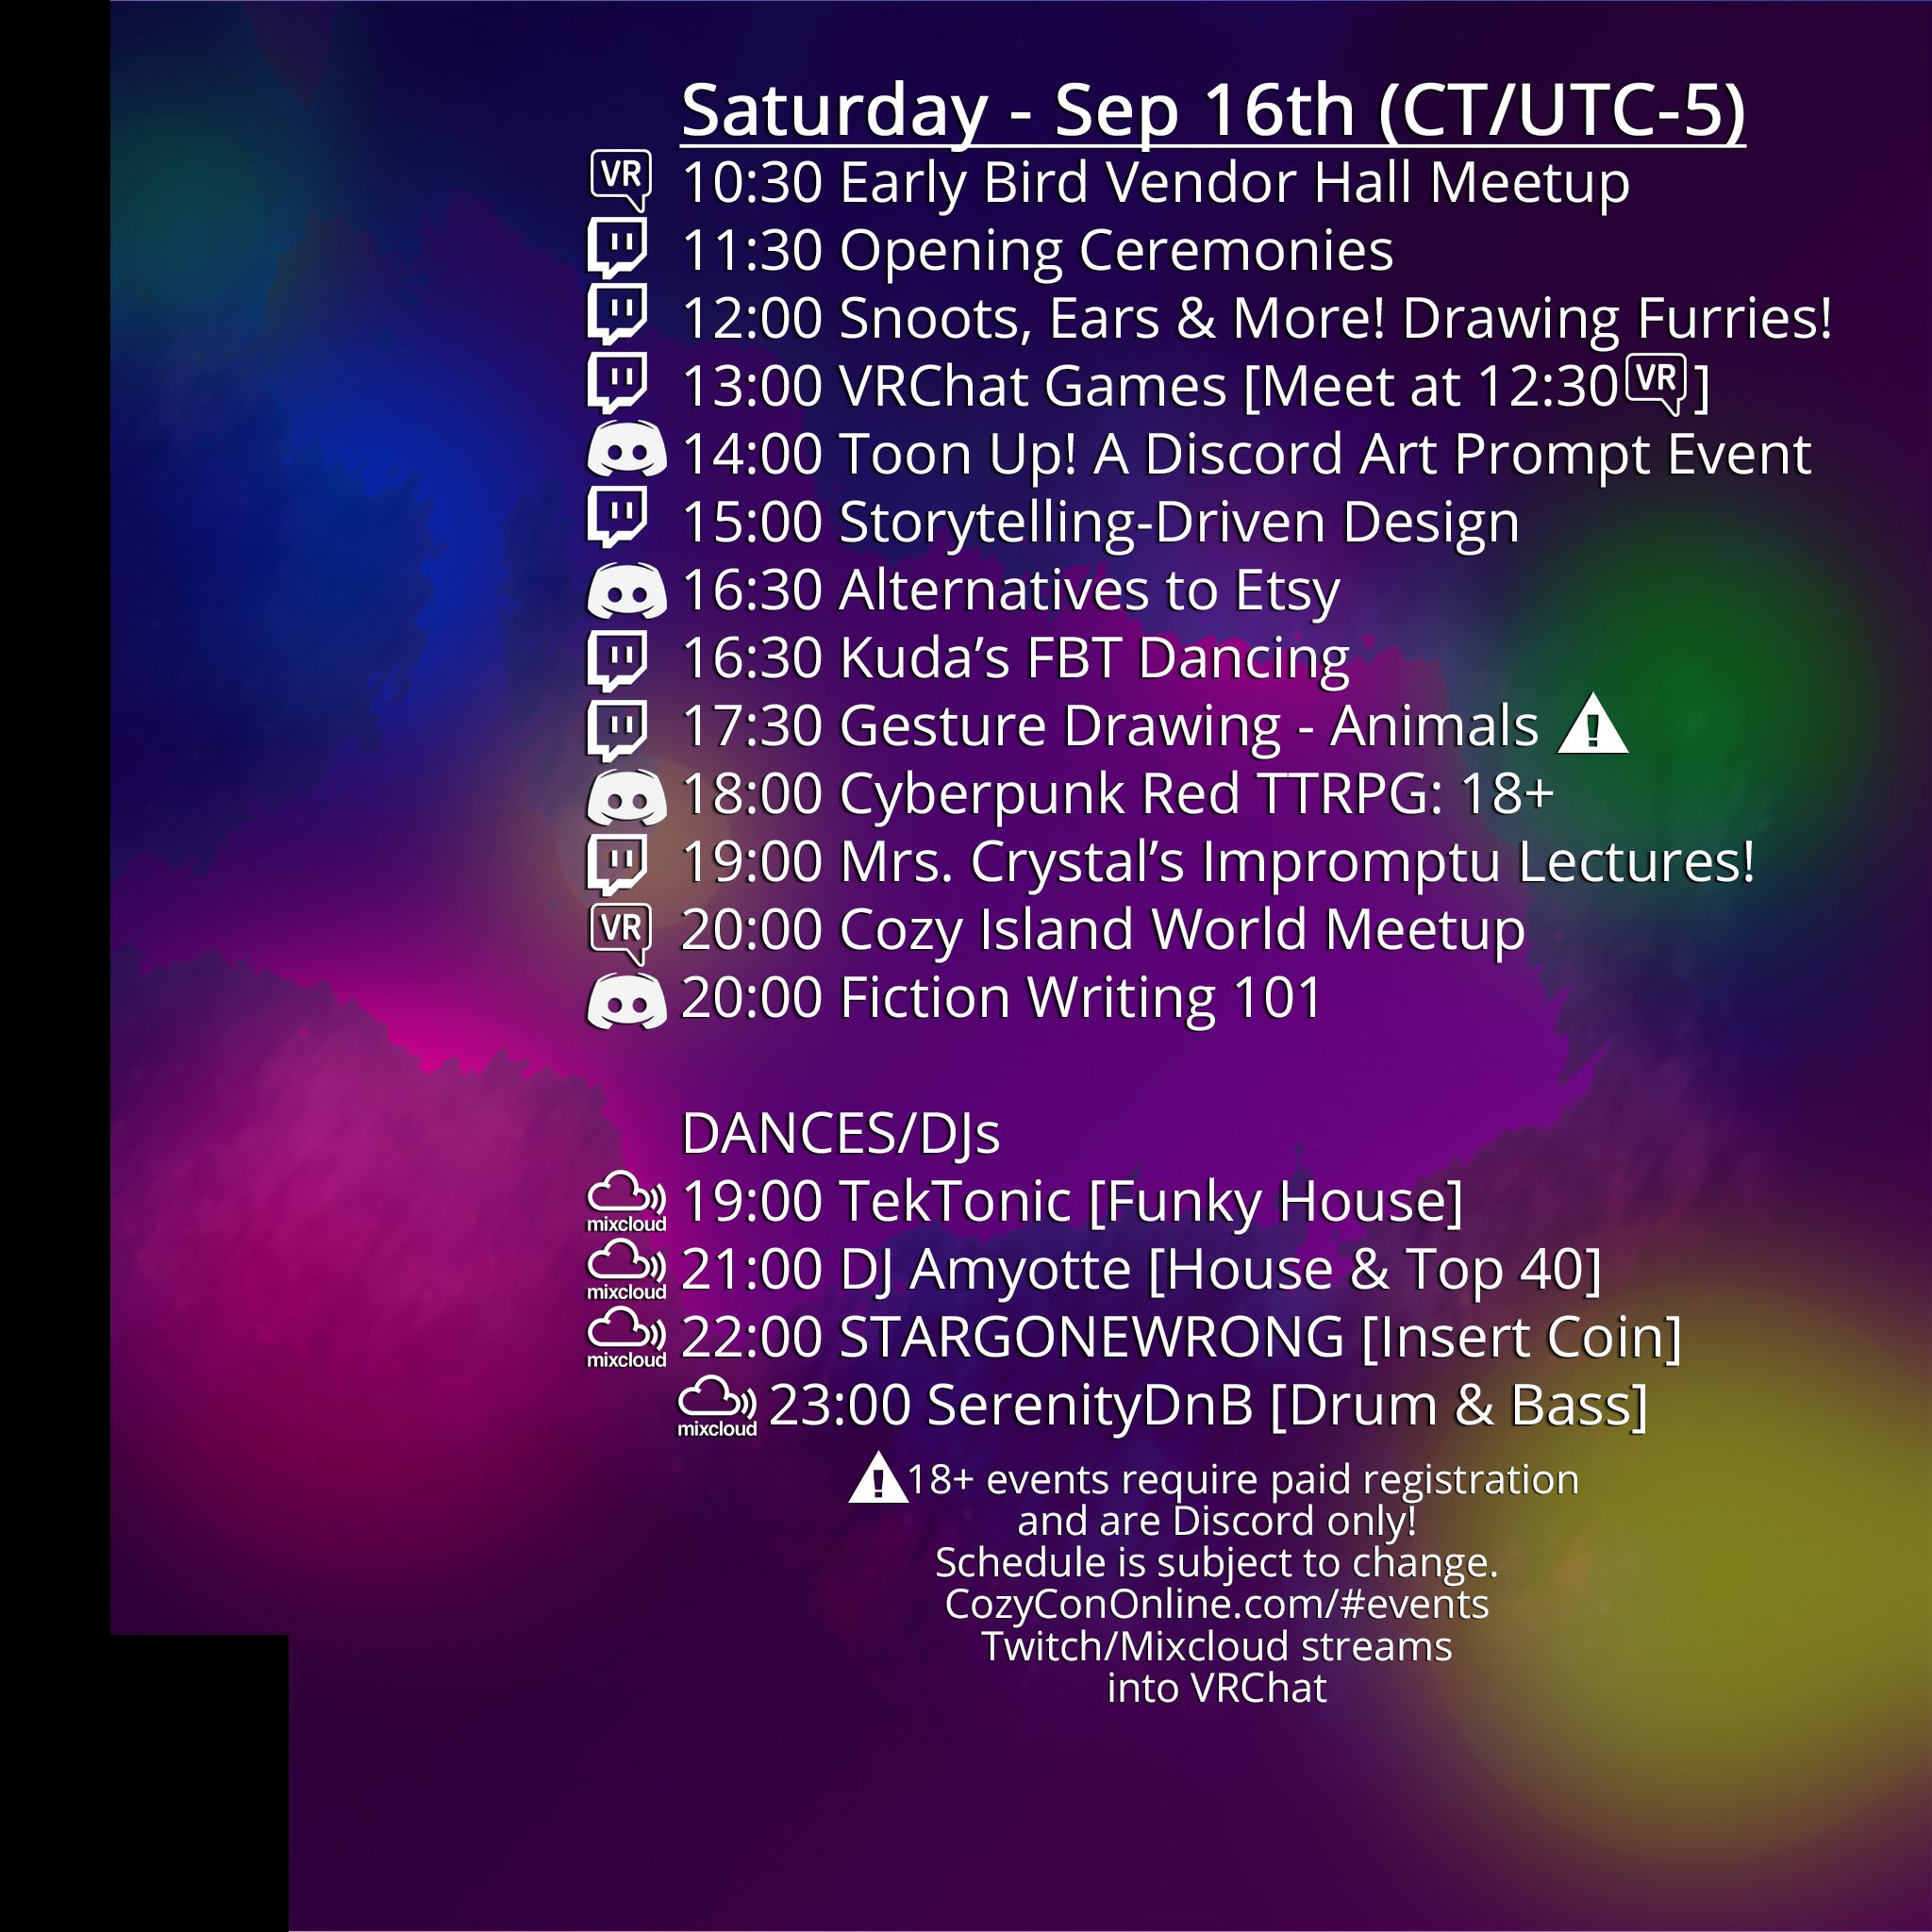 Saturday - Sep 16th (CT/UTC-5)
VR 10:30 Early Bird Vendor Hall Meetup
11:30 Opening Ceremonies
12:00 Snoots, Ears & More! Drawing Furries!
13:00 VRChat Games [Meet at 12:30 VR ]
14:00 Toon Up! A Discord Art Prompt Event
15:00 Storytelling-Driven Design
16:30 Alternatives to Etsy
16:30 Kuda’s FBT Dancing
17:30 Gesture Drawing - Animals
18:00 Cyberpunk Red TTRPG: 18+
19:00 Mrs. Crystal’s Impromptu Lectures!
VR 20:00 Cozy Island World Meetup
20:00 Fiction Writing 101
DANCES/DJs
mixcloud 19:00 TekTonic [Funky House]
mixcloud 21:00 DJ Amyotte [House & Top 40]
mixcloud 22:00 STARGONEWRONG [Insert Coin]
mixcloud 23:00 SerenityDnB [Drum & Bass]
18+ events require paid registration
and are Discord only!
Schedule is subject to change.
CozyConOnline.com/#events
Twitch/Mixcloud streams
into VRChat